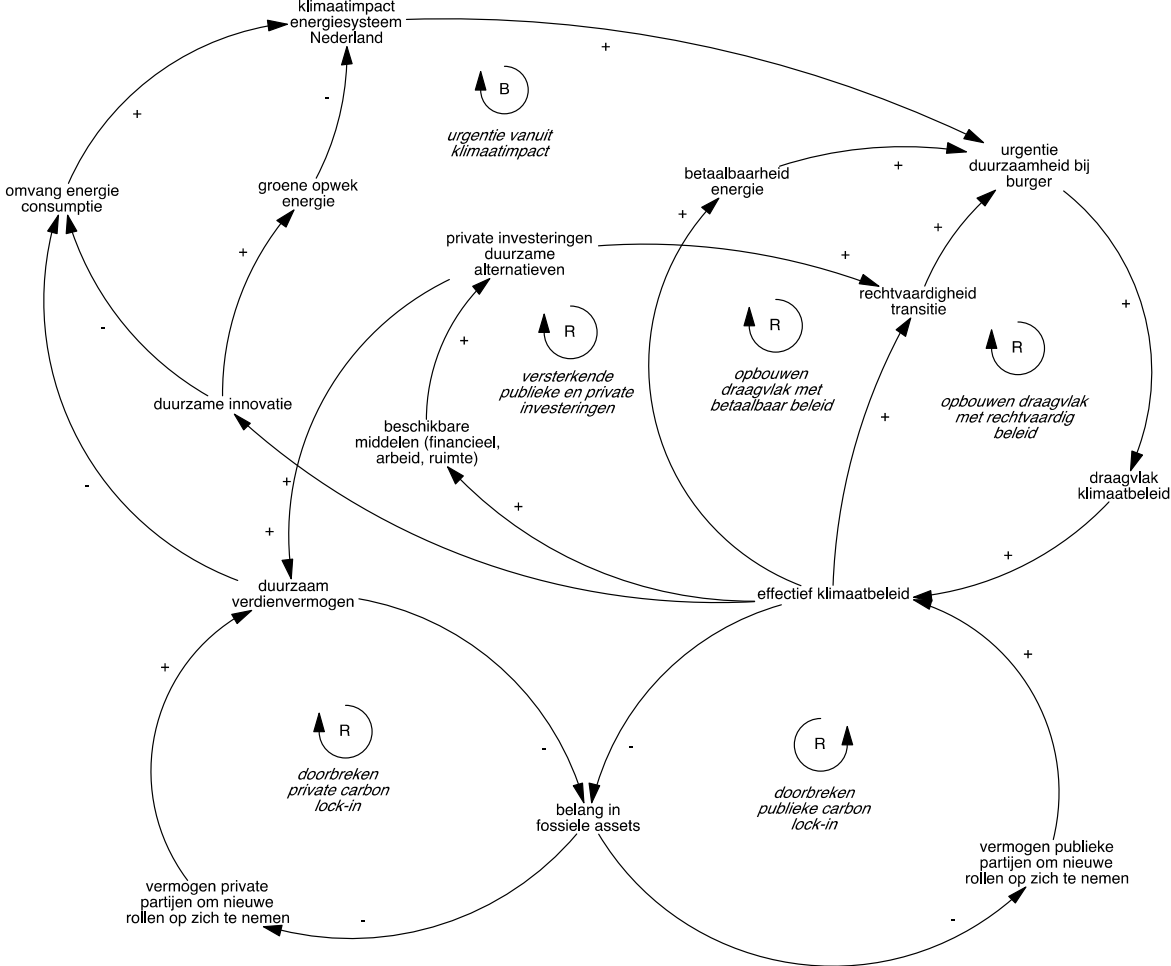 klimaatimpact
energiesysteem
Nederland
+
-
+
B
urgentie vanuit
klimaatimpact
omvang energie
consumptie
groene opwek
energie
betaalbaarheid
energie
+
urgentie
duurzaamheid bij
burger
+
+
+
private investeringen
duurzame
alternatieven
+
rechtvaardigheid
transitie
+
-
+
R
versterkende
publieke en private
investeringen
R
opbouwen
draagvlak met
betaalbaar beleid
R
opbouwen draagvlak
met rechtvaardig
beleid
duurzame innovatie
beschikbare
middelen (financieel,
arbeid, ruimte)
+
-
+
+
draagvlak
klimaatbeleid
+
+
duurzaam
verdienvermogen
effectief klimaatbeleid
+
+
R
doorbreken
private carbon
lock-in
-
-
R
doorbreken
publieke carbon
lock-in
belang in
fossiele assets
vermogen private
partijen om nieuwe
rollen op zich te nemen
-
-
vermogen publieke
partijen om nieuwe
rollen op zich te nemen